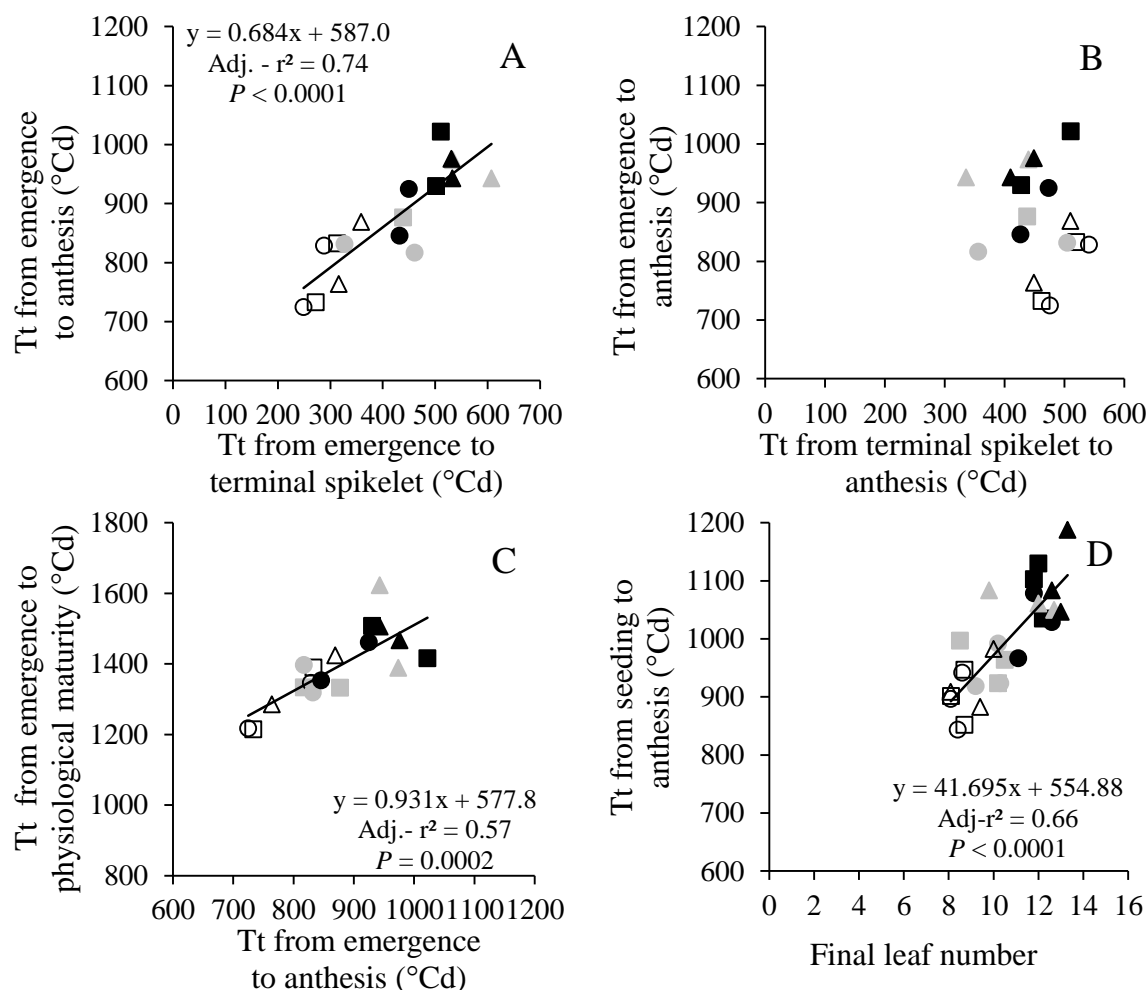 y = 0.684x + 587.0
Adj. - r² = 0.74
P < 0.0001
A
Tt from emergence
to anthesis (°Cd)
1200
1100
1000
900
800
700
600
0 100 200 300 400 500 600 700
Tt from emergence to
terminal spikelet (°Cd)
B
Tt from emergence to
anthesis (°Cd)
1200
1100
1000
900
800
700
600
0 100 200 300 400 500 600
Tt from terminal spikelet to
anthesis (°Cd)
C
Tt from emergence to
physiological maturity (°Cd)
1800
1600
1400
1200
1000
800
y = 0.931x + 577.8
Adj.- r² = 0.57
P = 0.0002
600 700 800 900 1000 1100 1200
Tt from emergence
to anthesis (°Cd)
D
Tt from seeding to
anthesis (°Cd)
1200
1100
1000
900
800
700
600
y = 41.695x + 554.88
Adj-r² = 0.66
P < 0.0001
0 2 4 6 8 10 12 14 16
Final leaf number